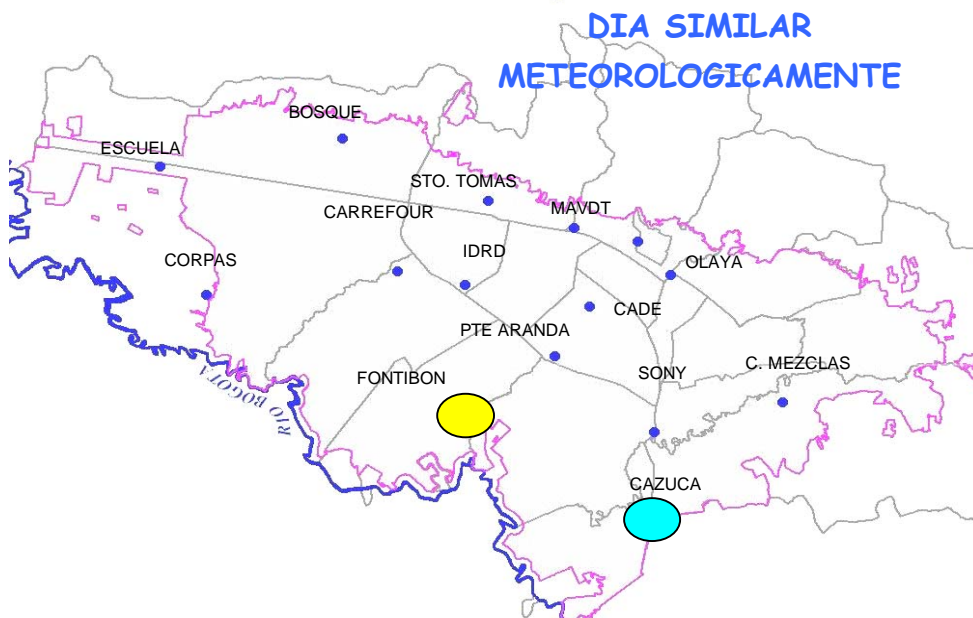 DIA SIMILAR
METEOROLOGICAMENTE
BOSQUE
ESCUELA
STO. TOMAS
CARREFOUR
MAVDT
IDRD
CORPAS
OLAYA
CADE
PTE ARANDA
FONTIBON
SONY
C. MEZCLAS
RIO BOGOTA
CAZUCA